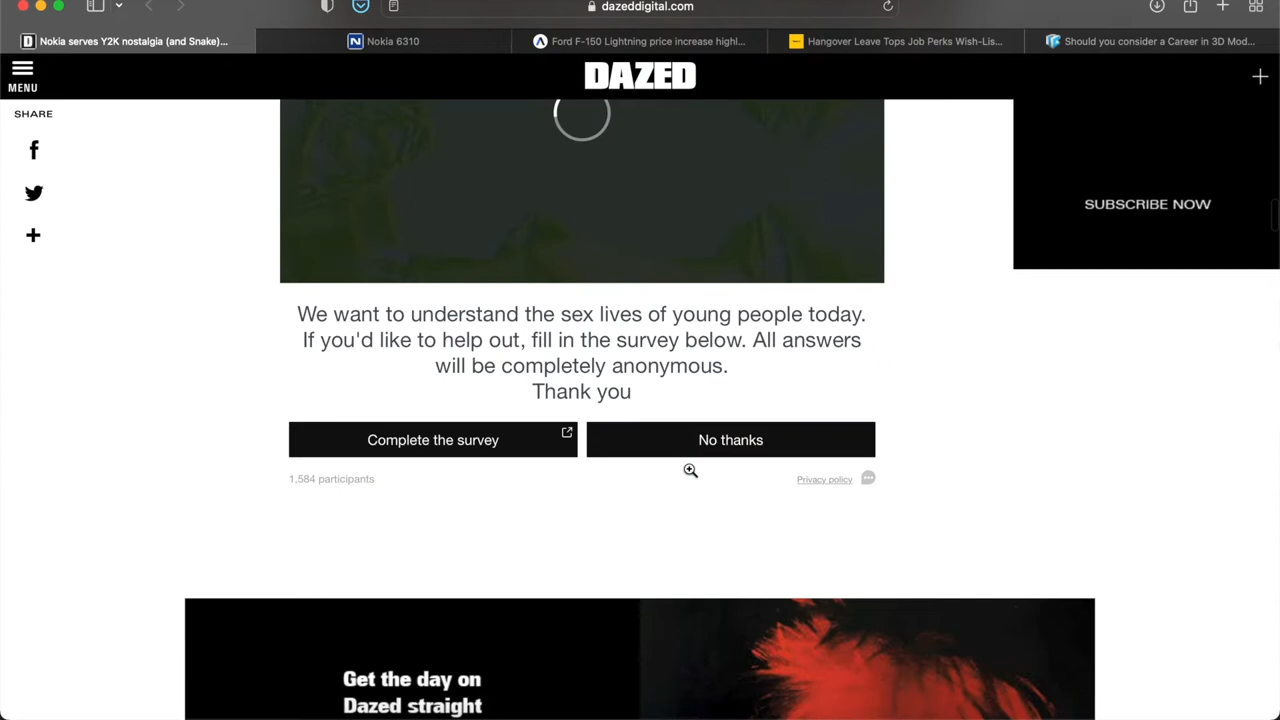 dazeddigital.com
Nokia serves Y2K nostalgia (and Snake)...
Nokia 6310
Ford F-150 Lightning price increase highl...
Hangover Leave Tops Job Perks Wish-Lis...
Should you consider a Career in 3D Mod...
MENU
DAZED
SHARE
SUBSCRIBE NOW
We want to understand the sex lives of young people today.
If you'd like to help out, fill in the survey below. All answers
will be completely anonymous.
Thank you
Complete the survey
No thanks
1,584 participants
Privacy policy
Get the day on
Dazed straight